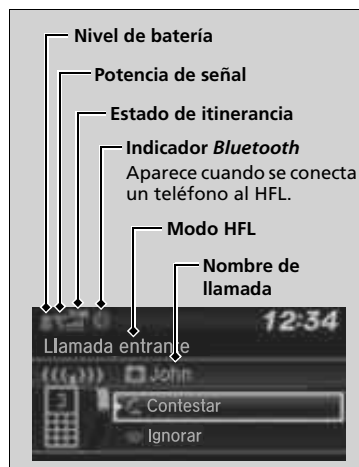 Nivel de batería
Potencia de señal
Estado de itinerancia
Indicador Bluetooth
Aparece cuando se conecta
un teléfono al HFL.
Modo HFL
Nombre de
llamada
12:34
Llamada entrante
John
Contestar
Ignorar